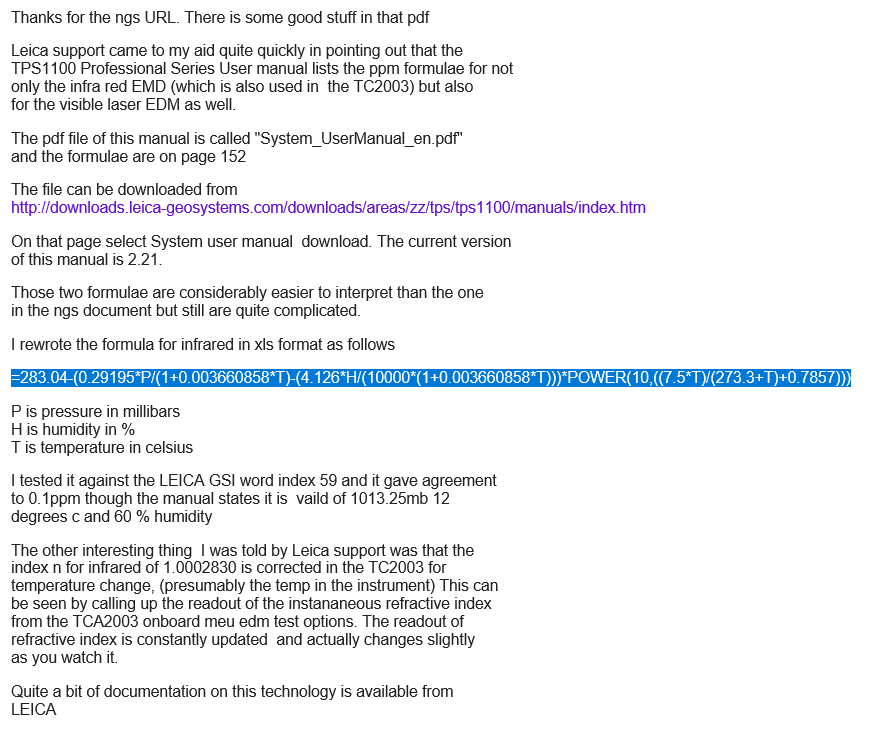 Thanks for the ngs URL. There is some good stuff in that pdf
Leica support came to my aid quite quickly in pointing out that the
TPS1100 Professional Series User manual lists the ppm formulae for not
only the infra red EMD (which is also used in  the TC2003) but also
for the visible laser EDM as well.
The pdf file of this manual is called "System_UserManual_en.pdf"
and the formulae are on page 152
The file can be downloaded from
http://downloads.leica-geosystems.com/downloads/areas/zz/tps/tps1100/manuals/index.htm
On that page select System user manual  download. The current version
of this manual is 2.21.
Those two formulae are considerably easier to interpret than the one
in the ngs document but still are quite complicated.
I rewrote the formula for infrared in xls format as follows
=283.04-(0.29195*P/(1+0.003660858*T)-(4.126*H/(10000*(1+0.003660858*T)))*POWER(10,((7.5*T)/(273.3+T)+0.7857)))
P is pressure in millibars
H is humidity in %
T is temperature in celsius
I tested it against the LEICA GSI word index 59 and it gave agreement
to 0.1ppm though the manual states it is  vaild of 1013.25mb 12
degrees c and 60 % humidity
The other interesting thing  I was told by Leica support was that the
index n for infrared of 1.0002830 is corrected in the TC2003 for
temperature change, (presumably the temp in the instrument) This can
be seen by calling up the readout of the instananeous refractive index
from the TCA2003 onboard meu edm test options. The readout of
refractive index is constantly updated  and actually changes slightly
as you watch it.
Quite a bit of documentation on this technology is available from
LEICA